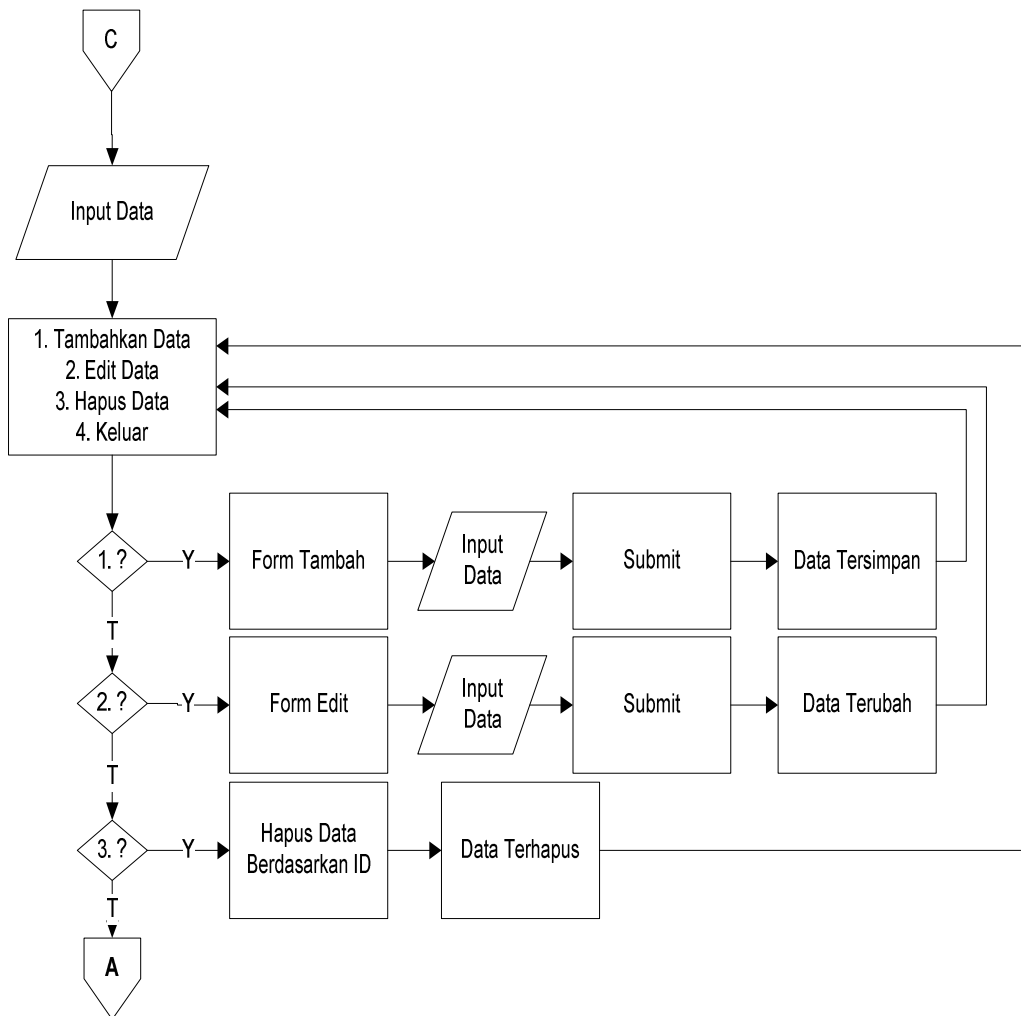 C
Input Data
1. Tambahkan Data
2. Edit Data
3. Hapus Data
4. Keluar
1. ?
Y
Form Tambah
Input
Data
Submit
Data Tersimpan
T
2. ?
Y
Form Edit
Input
Data
Submit
Data Terubah
T
3. ?
Y
Hapus Data
Berdasarkan ID
Data Terhapus
T
A